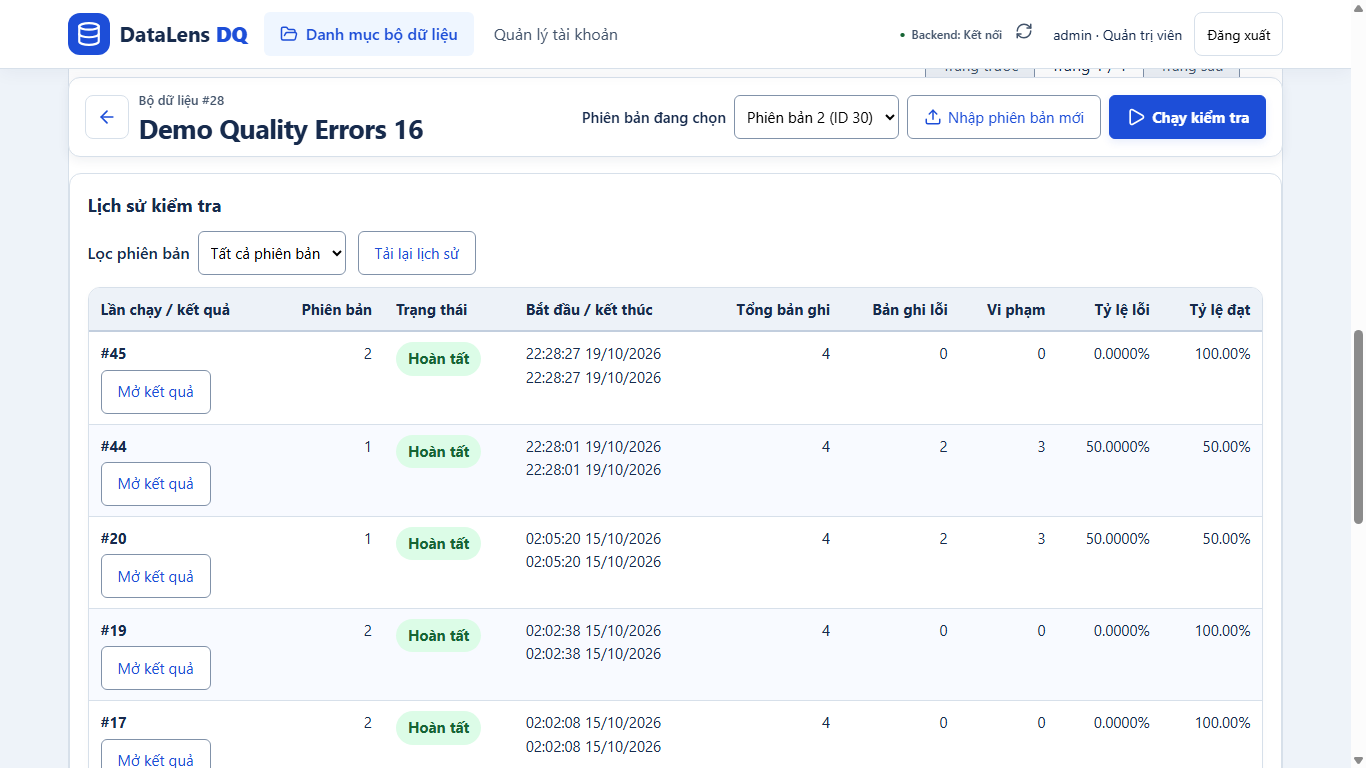 DataLens DQ
Danh mục bộ dữ liệu
Quản lý tài khoản
• Backend: Kết nối
admin · Quản trị viên
Đăng xuất
Bộ dữ liệu #28
Demo Quality Errors 16
Phiên bản đang chọn
Phiên bản 2 (ID 30)
Nhập phiên bản mới
Chạy kiểm tra
Lịch sử kiểm tra
Lọc phiên bản
Tất cả phiên bản
Tải lại lịch sử
Lần chạy / kết quả Phiên bản Trạng thái Bắt đầu / kết thúc Tổng bản ghi Bản ghi lỗi Vi phạm Tỷ lệ lỗi Tỷ lệ đạt
#45 2 Hoàn tất 22:28:27 19/10/2026 4 0 0 0.0000% 100.00%
22:28:27 19/10/2026
Mở kết quả
#44 1 Hoàn tất 22:28:01 19/10/2026 4 2 3 50.0000% 50.00%
22:28:01 19/10/2026
Mở kết quả
#20 1 Hoàn tất 02:05:20 15/10/2026 4 2 3 50.0000% 50.00%
02:05:20 15/10/2026
Mở kết quả
#19 2 Hoàn tất 02:02:38 15/10/2026 4 0 0 0.0000% 100.00%
02:02:38 15/10/2026
Mở kết quả
#17 2 Hoàn tất 02:02:08 15/10/2026 4 0 0 0.0000% 100.00%
02:02:08 15/10/2026
Mở kết quả